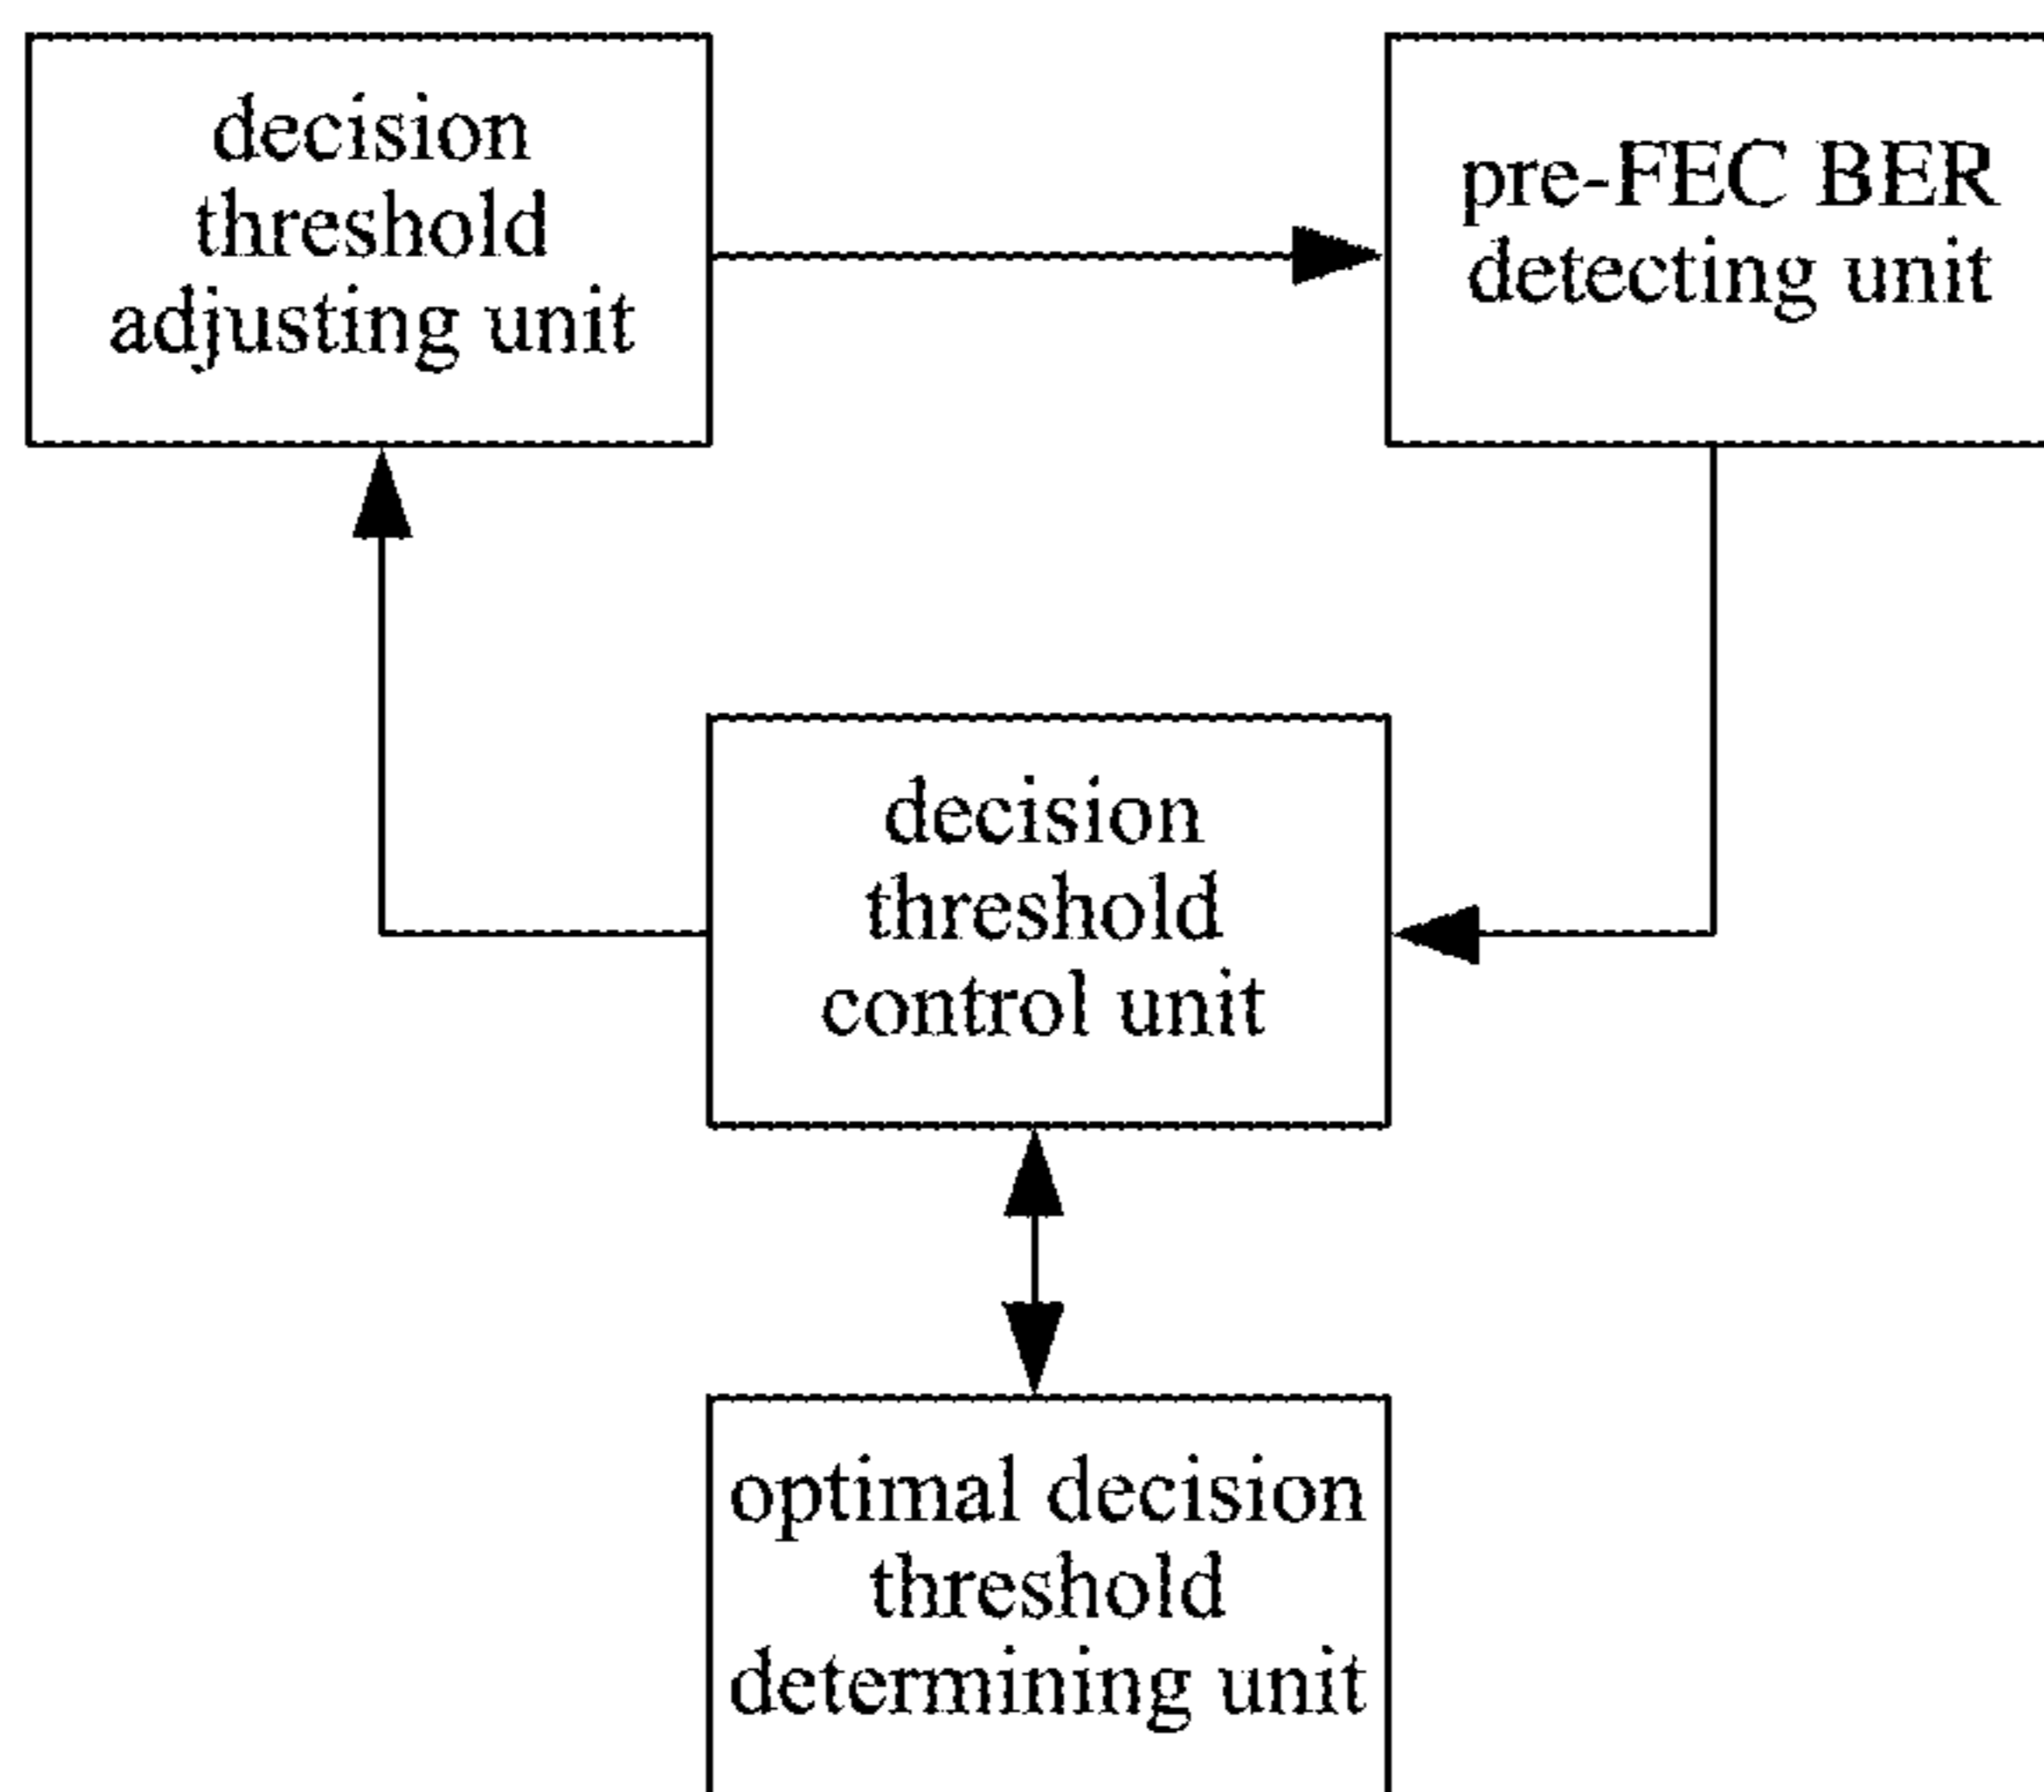 decision
threshold
adjusting unit
pre-FEC BER
detecting unit
decision
threshold
control unit
optimal decision
threshold
determining unit